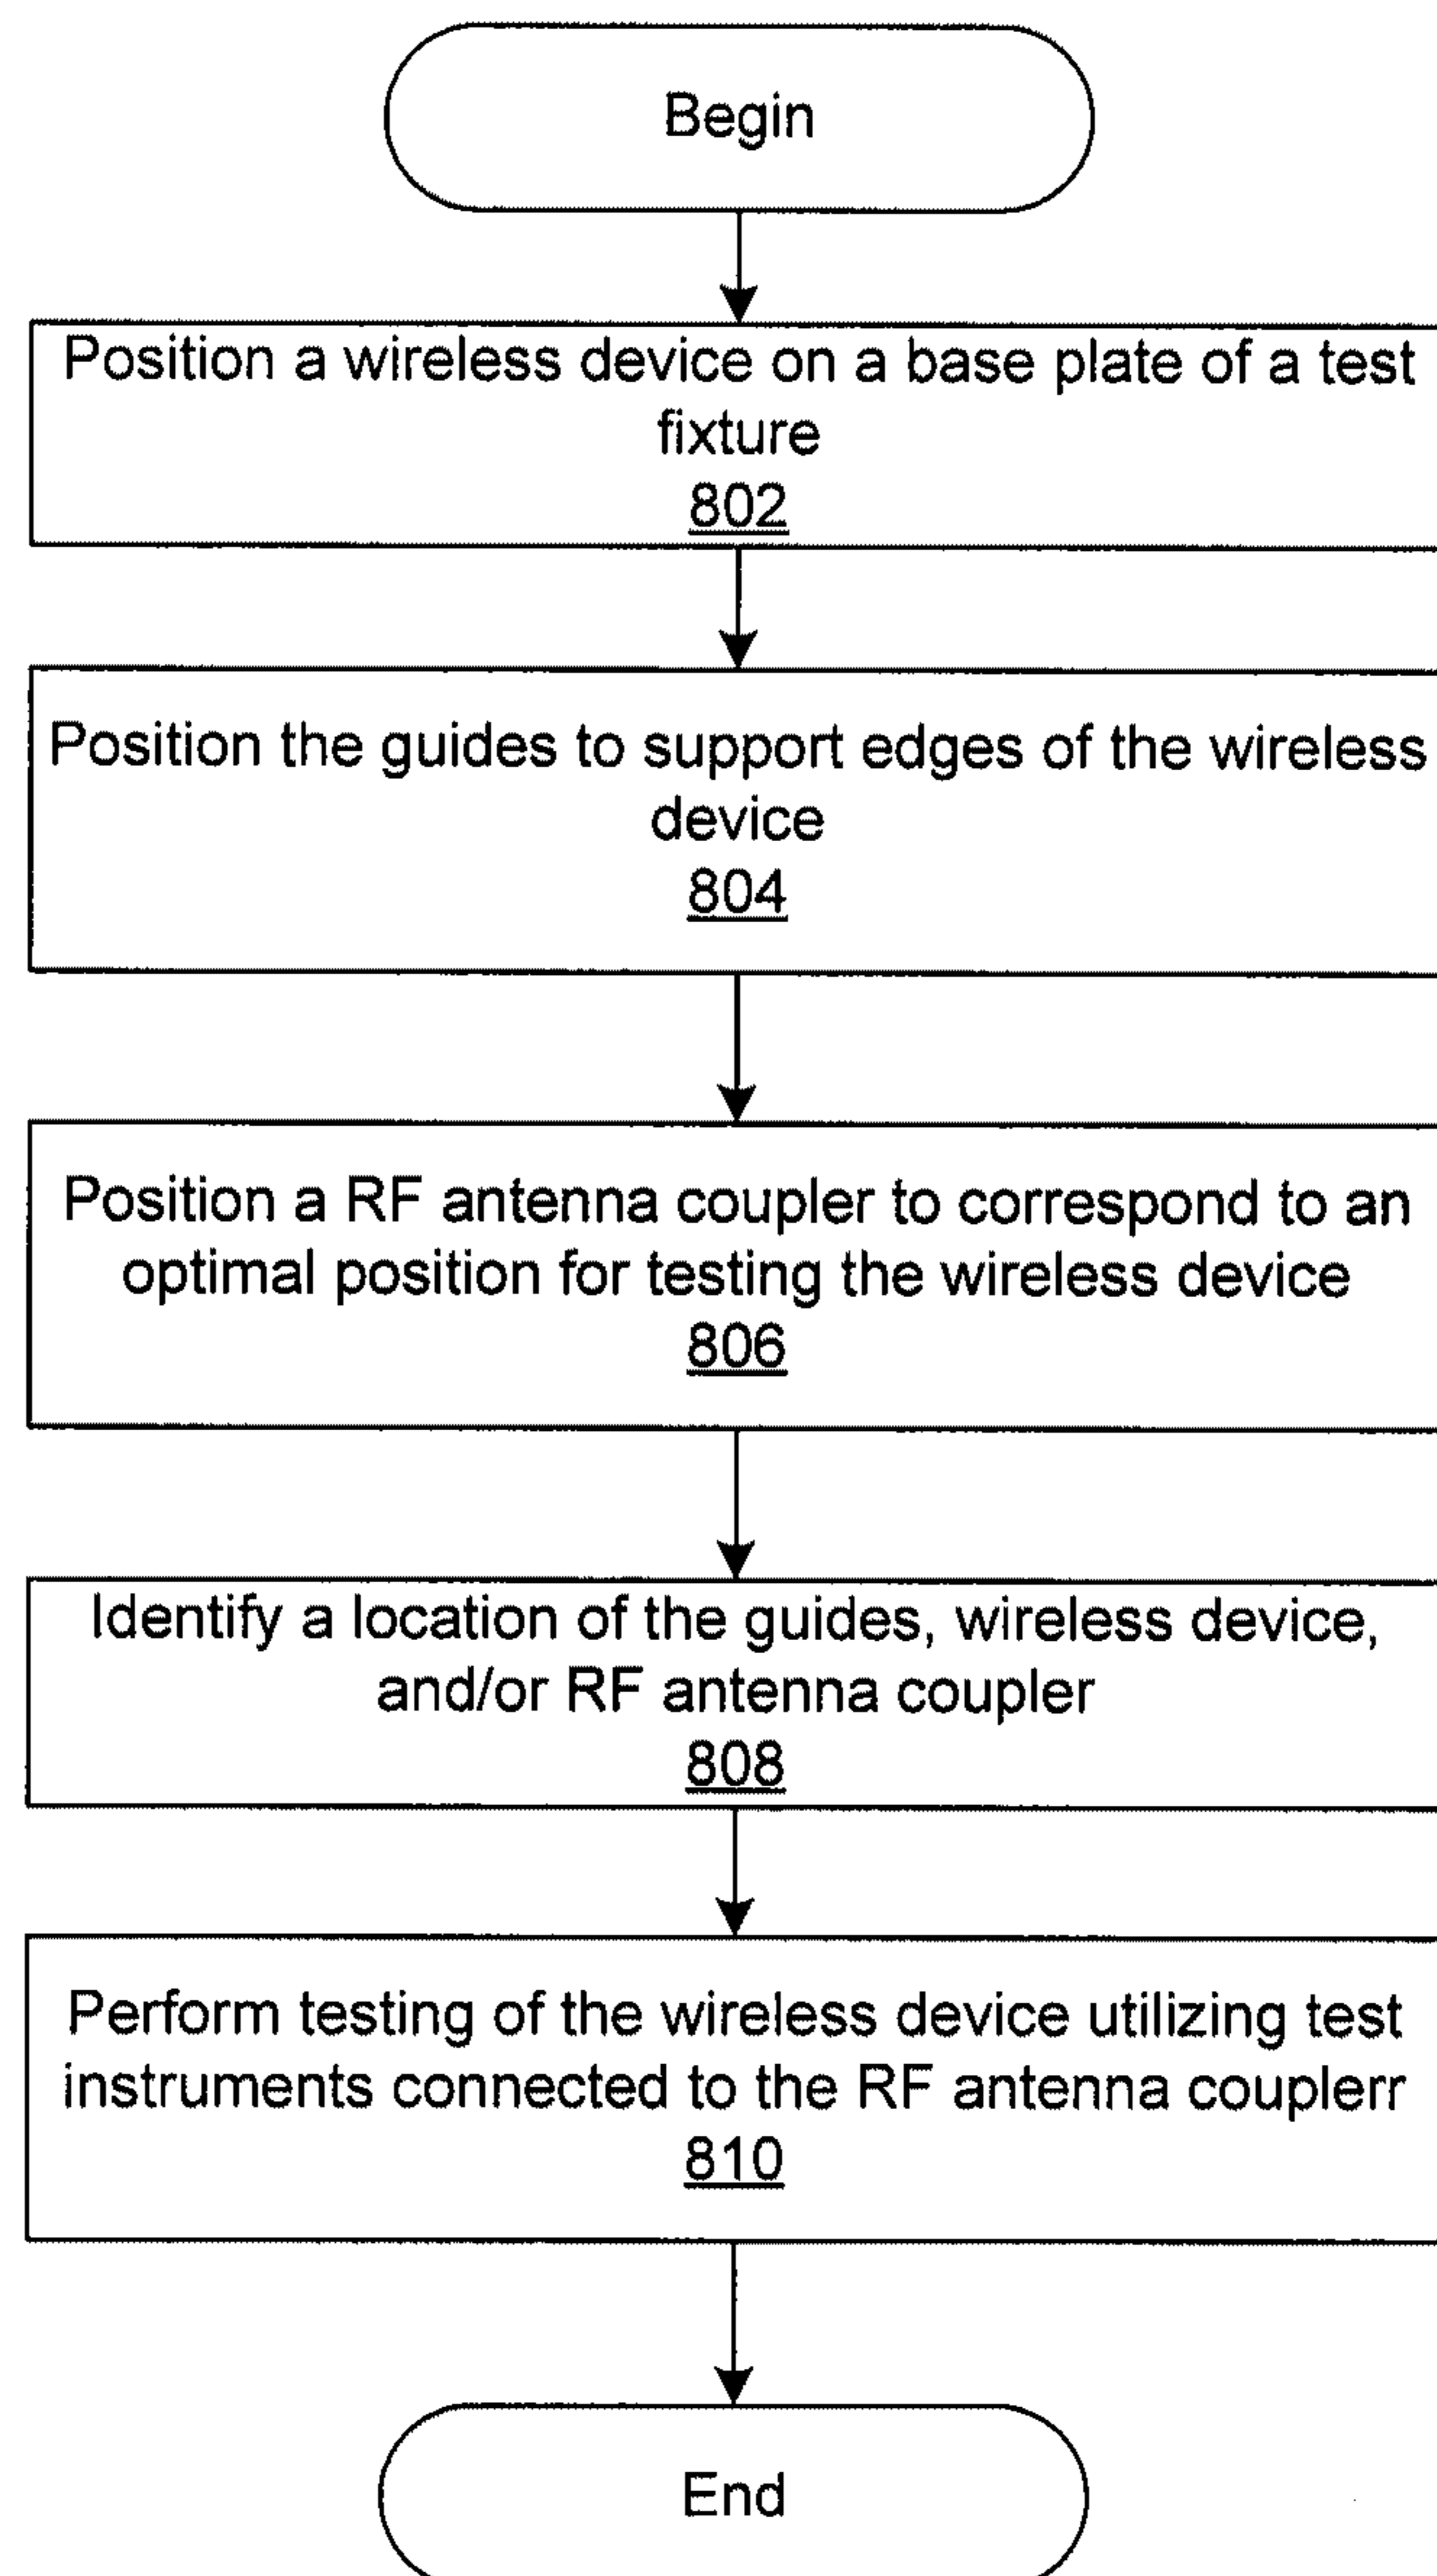 Begin
Position a wireless device on a base plate of a test
fixture
802
Position the guides to support edges of the wireless
device
804
Position a RF antenna coupler to correspond to an
optimal position for testing the wireless device
806
Identify a location of the guides, wireless device,
and/or RF antenna coupler
808
Perform testing of the wireless device utilizing test
instruments connected to the RF antenna couplerr
810
End